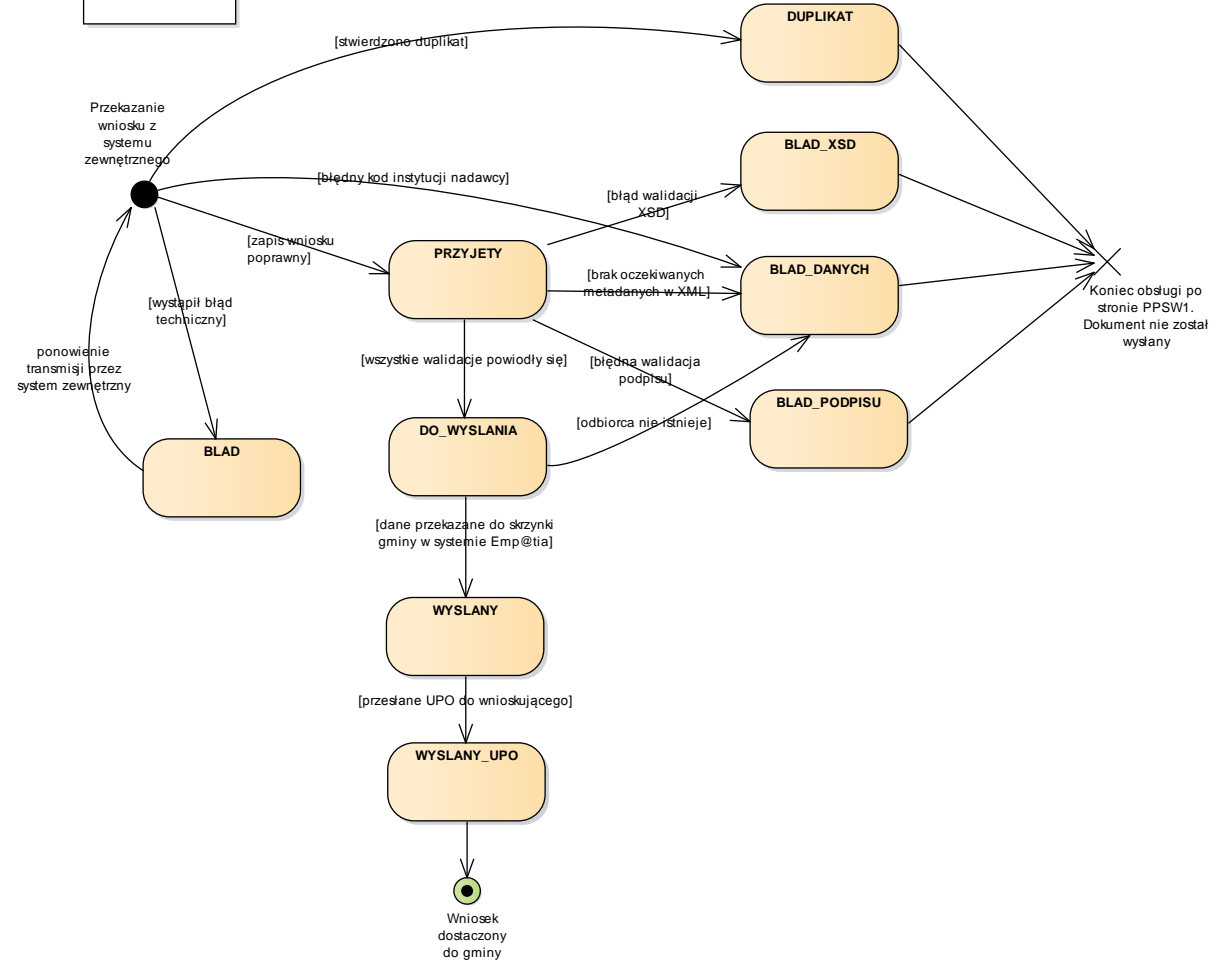 DUPLIKAT
[stwierdzono duplikat]
Przekazanie
wniosku z
systemu
zewnętrznego
BLAD_XSD
[błędny kod instytucji nadawcy]
[błąd walidacji
XSD]
[zapis wniosku
poprawny]
PRZYJETY
BLAD_DANYCH
[brak oczekiwanych
metadanych w XML]
Koniec obsługi po
stronie PPSW1.
Dokument nie został
wysłany
[wystąpił błąd
techniczny]
ponowienie
transmisji przez
system zewnętrzny
[wszystkie walidacje powiodły się]
[błędna walidacja
podpisu]
BLAD_PODPISU
[odbiorca nie istnieje]
DO_WYSLANIA
BLAD
[dane przekazane do skrzynki
gminy w systemie Emp@tia]
WYSLANY
[przesłane UPO do wnioskującego]
WYSLANY_UPO
Wniosek
dostaczony
do gminy